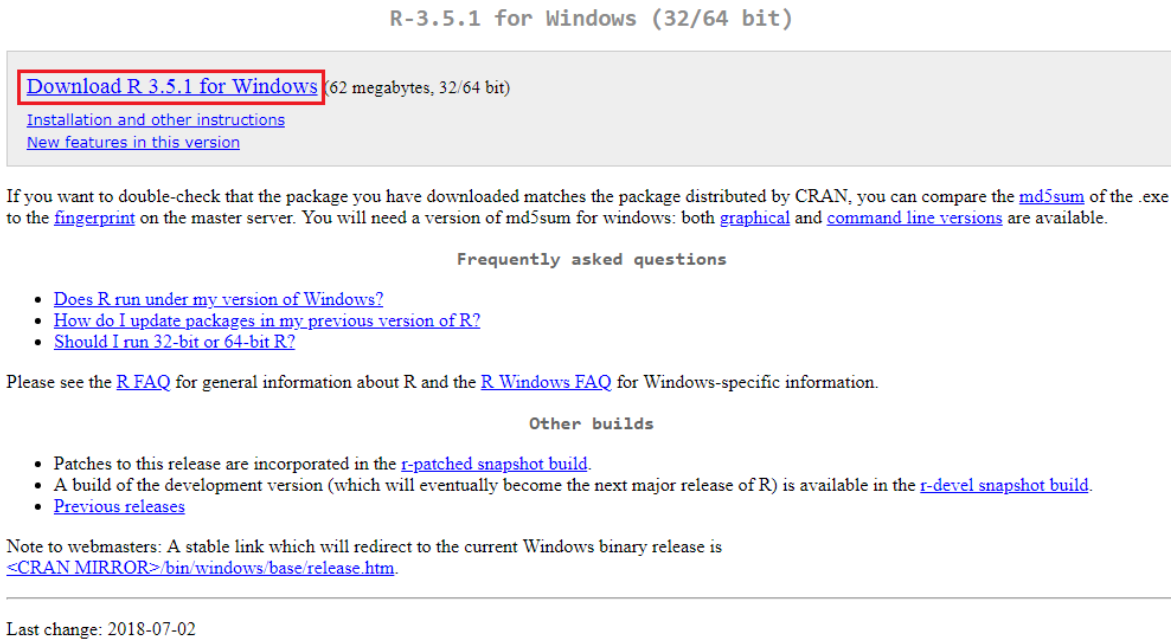 R-3.5.1 for Windows (32/64 bit)
Download R 3.5.1 for Windows (62 megabytes, 32/64 bit)
Installation and other instructions
New features in this version
If you want to double-check that the package you have downloaded matches the package distributed by CRAN, you can compare the md5sum of the .exe
to the fingerprint on the master server. You will need a version of md5sum for windows: both graphical and command line versions are available.
Frequently asked questions
• Does R run under my version of Windows?
• How do I update packages in my previous version of R?
• Should I run 32-bit or 64-bit R?
Please see the R FAQ for general information about R and the R Windows FAQ for Windows-specific information.
Other builds
• Patches to this release are incorporated in the r-patched snapshot build.
• A build of the development version (which will eventually become the next major release of R) is available in the r-devel snapshot build.
• Previous releases
Note to webmasters: A stable link which will redirect to the current Windows binary release is
<CRAN MIRROR>/bin/windows/base/release.htm.
Last change: 2018-07-02